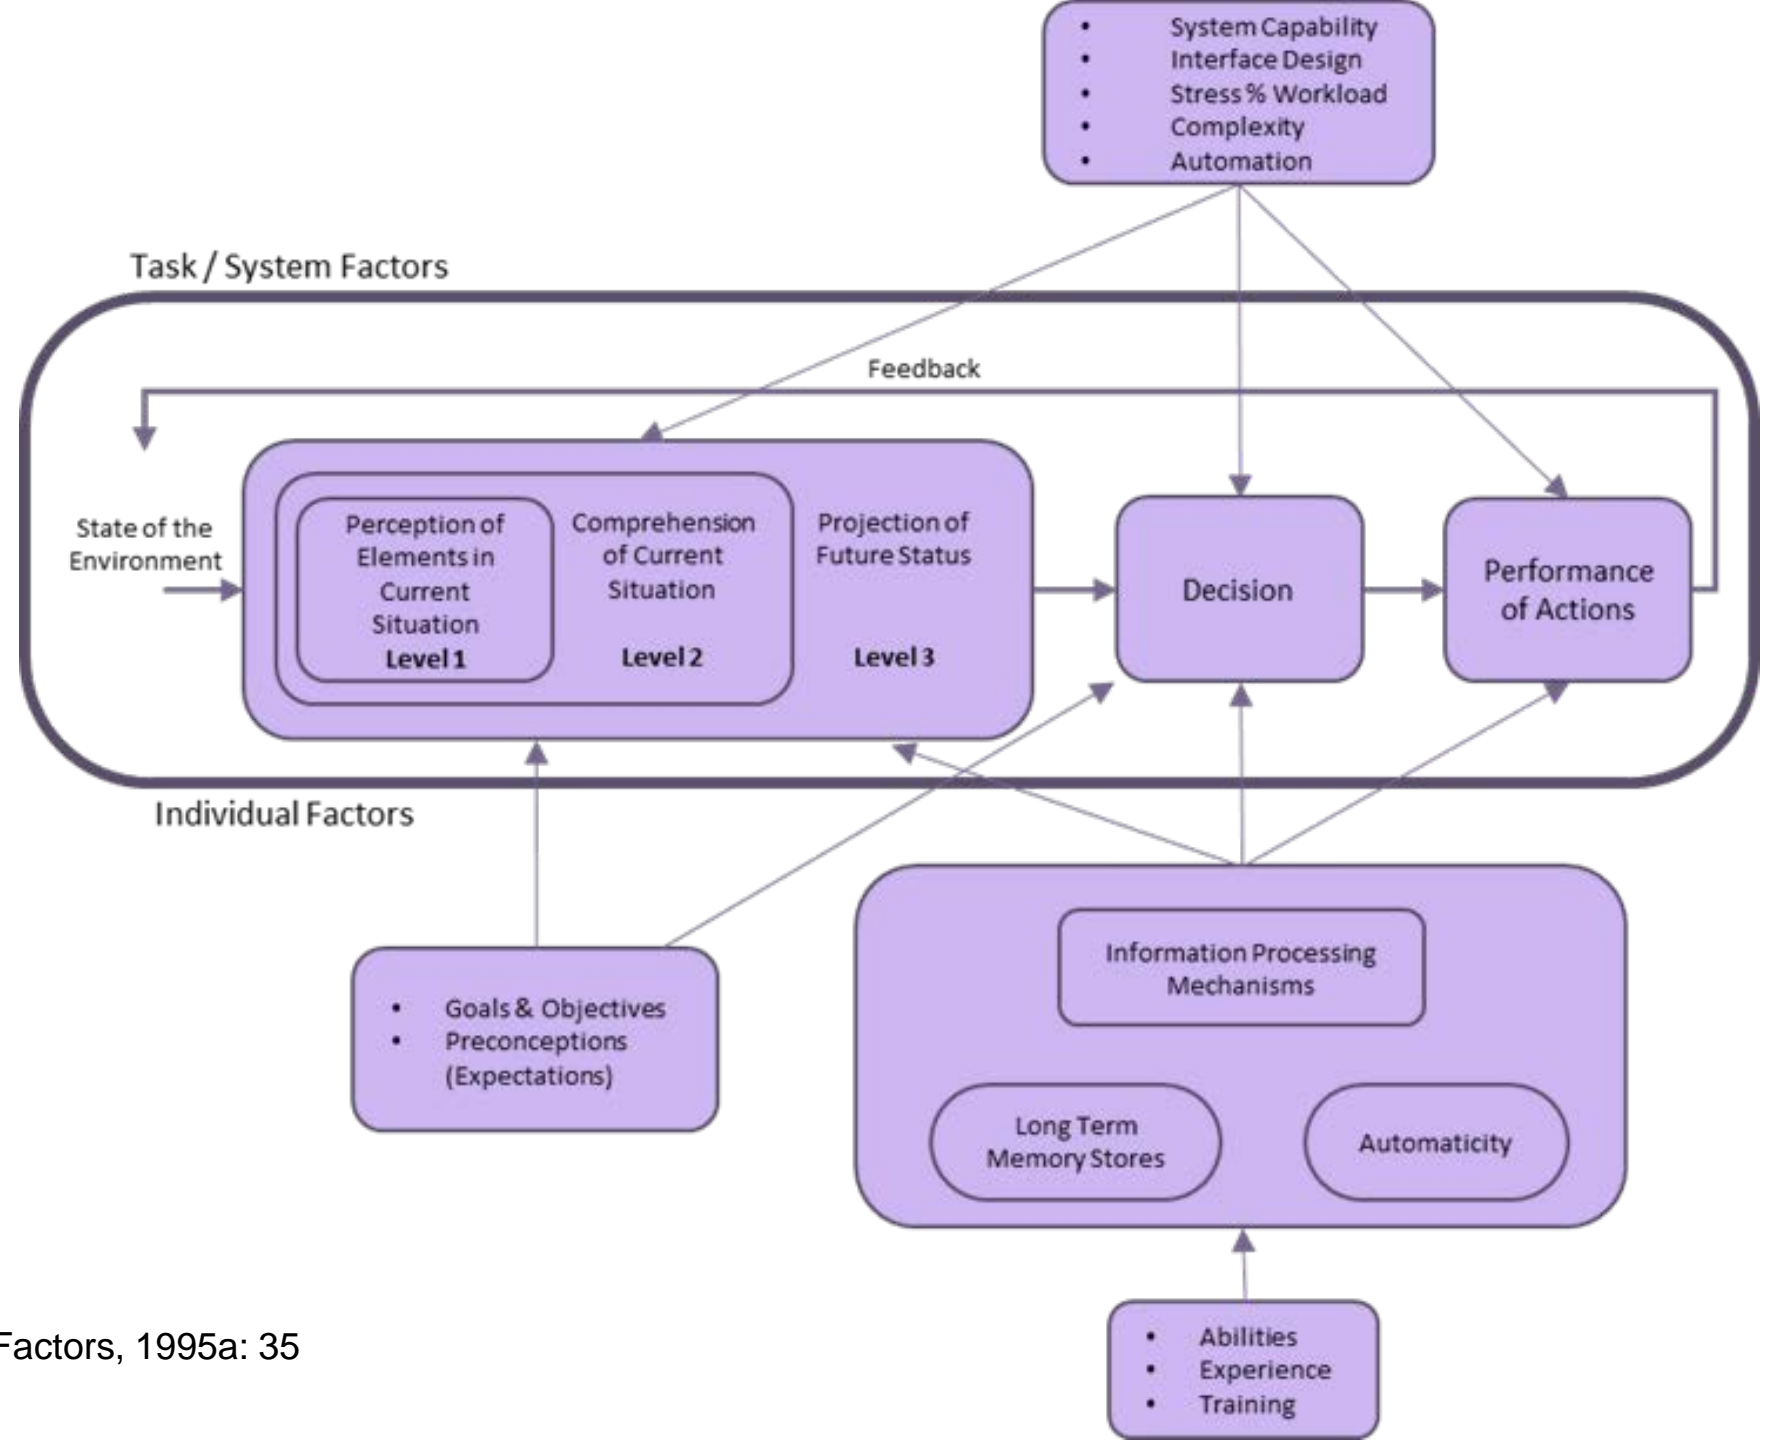 • System Capability
• Interface Design
• Stress % Workload
• Complexity
• Automation
Task / System Factors
Feedback
State of the
Environment
Perception of
Elements in
Current
Situation
Level 1
Comprehension
of Current
Situation
Level 2
Projection of
Future Status
Level 3
Decision
Performance
of Actions
Individual Factors
• Goals & Objectives
• Preconceptions
(Expectations)
Information Processing
Mechanisms
Long Term
Memory Stores
Automaticity
• Abilities
• Experience
• Training
Factors, 1995a: 35